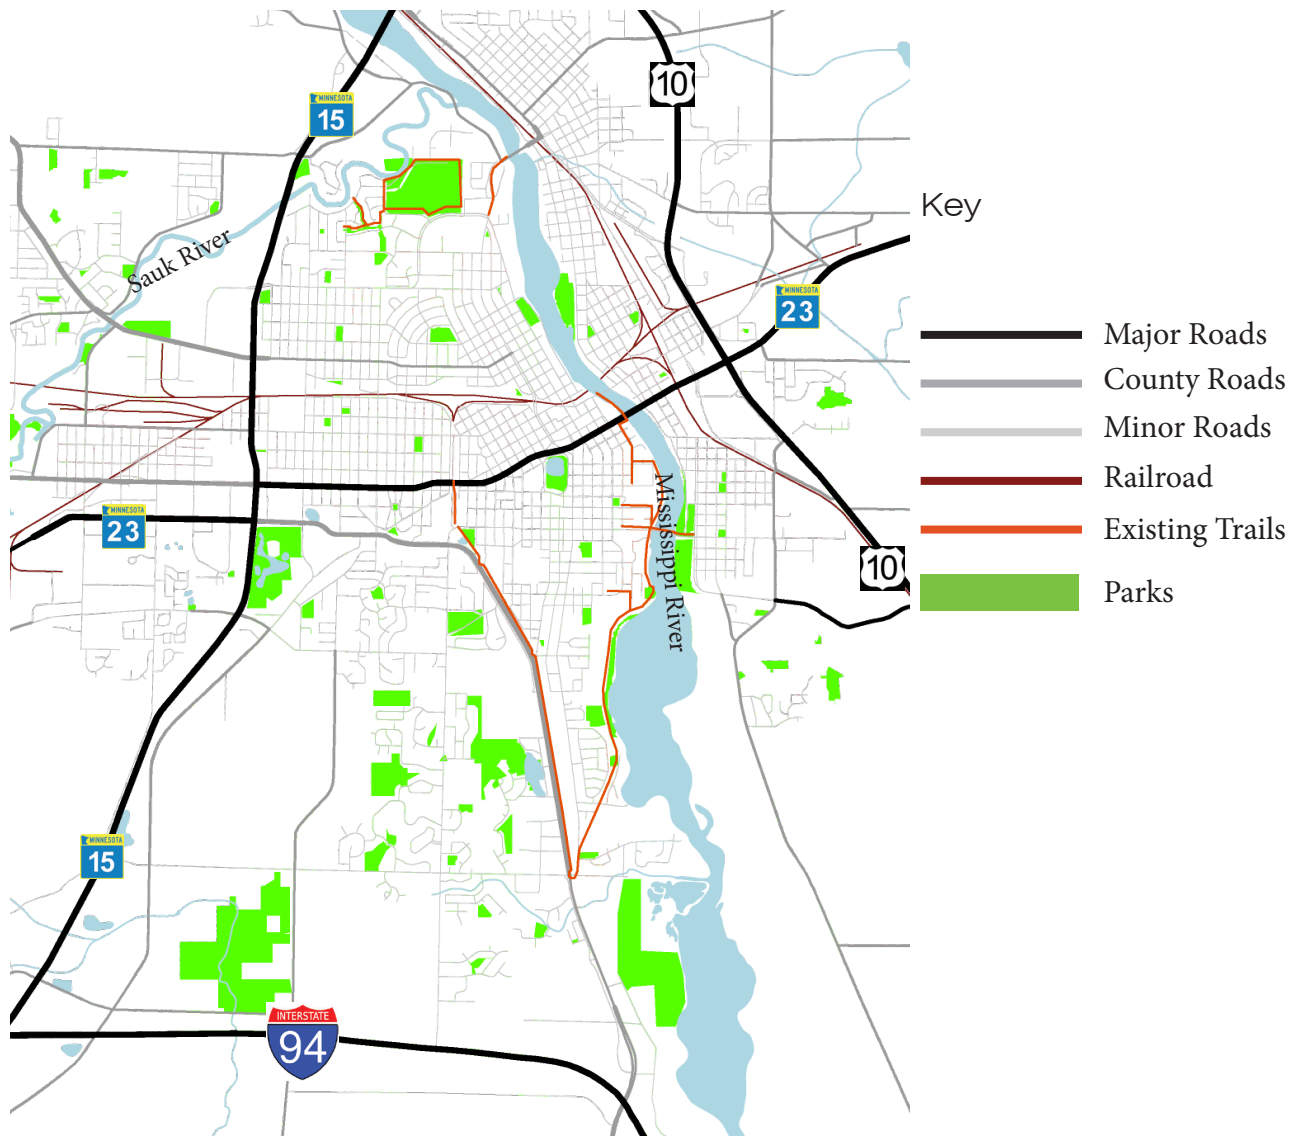 10
MINNESOTA
15
Key
Sauk River
MINNESOTA
23
Major Roads
County Roads
Minor Roads
Railroad
Mississippi River
MINNESOTA
23
Existing Trails
10
Parks
MINNESOTA
15
INTERSTATE
94